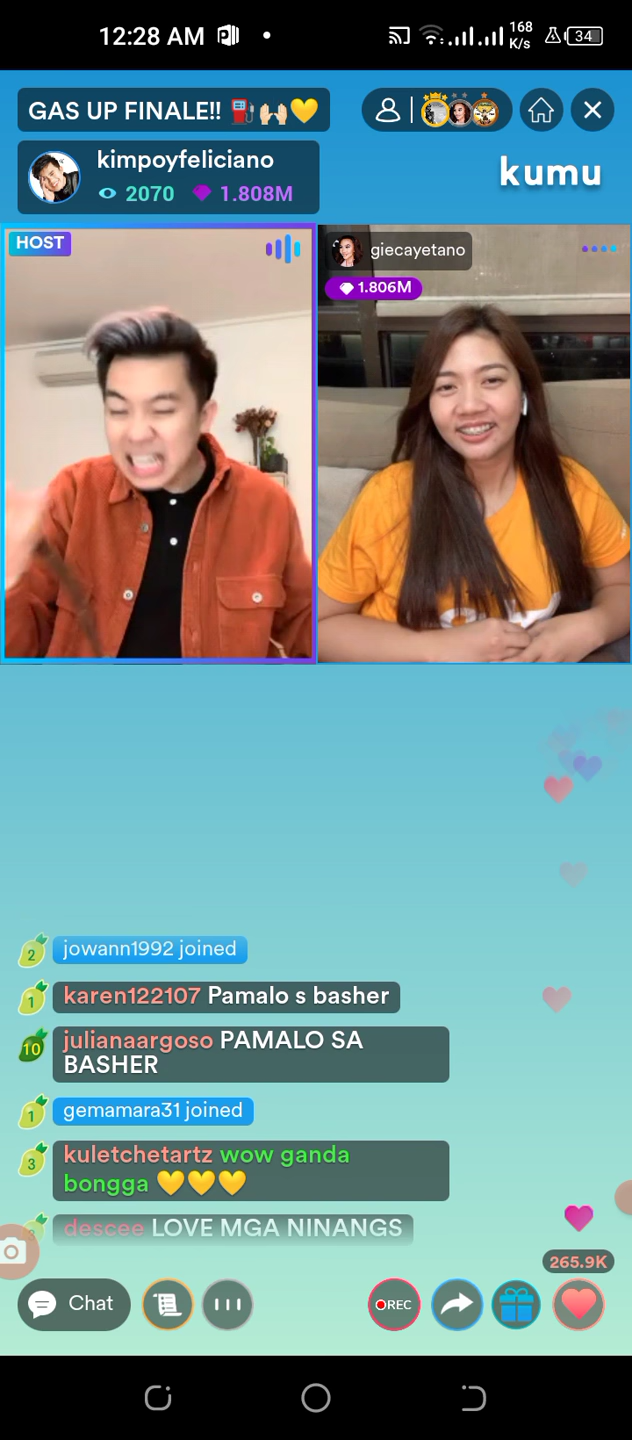 12:28 AM
168
K/s
34
GAS UP FINALE!! ⛽🙌🏻💛
kimpoyfeliciano
2070 1.808M
kumu
HOST
giecayetano
1.806M
2 jowann1992 joined
1 karen122107 Pamalo s basher
10 julianaargoso PAMALO SA
BASHER
1 gemamara31 joined
3 kuletchetartz wow ganda
bongga 💛💛💛
3 descee LOVE MGA NINANGS
265.9K
Chat
REC